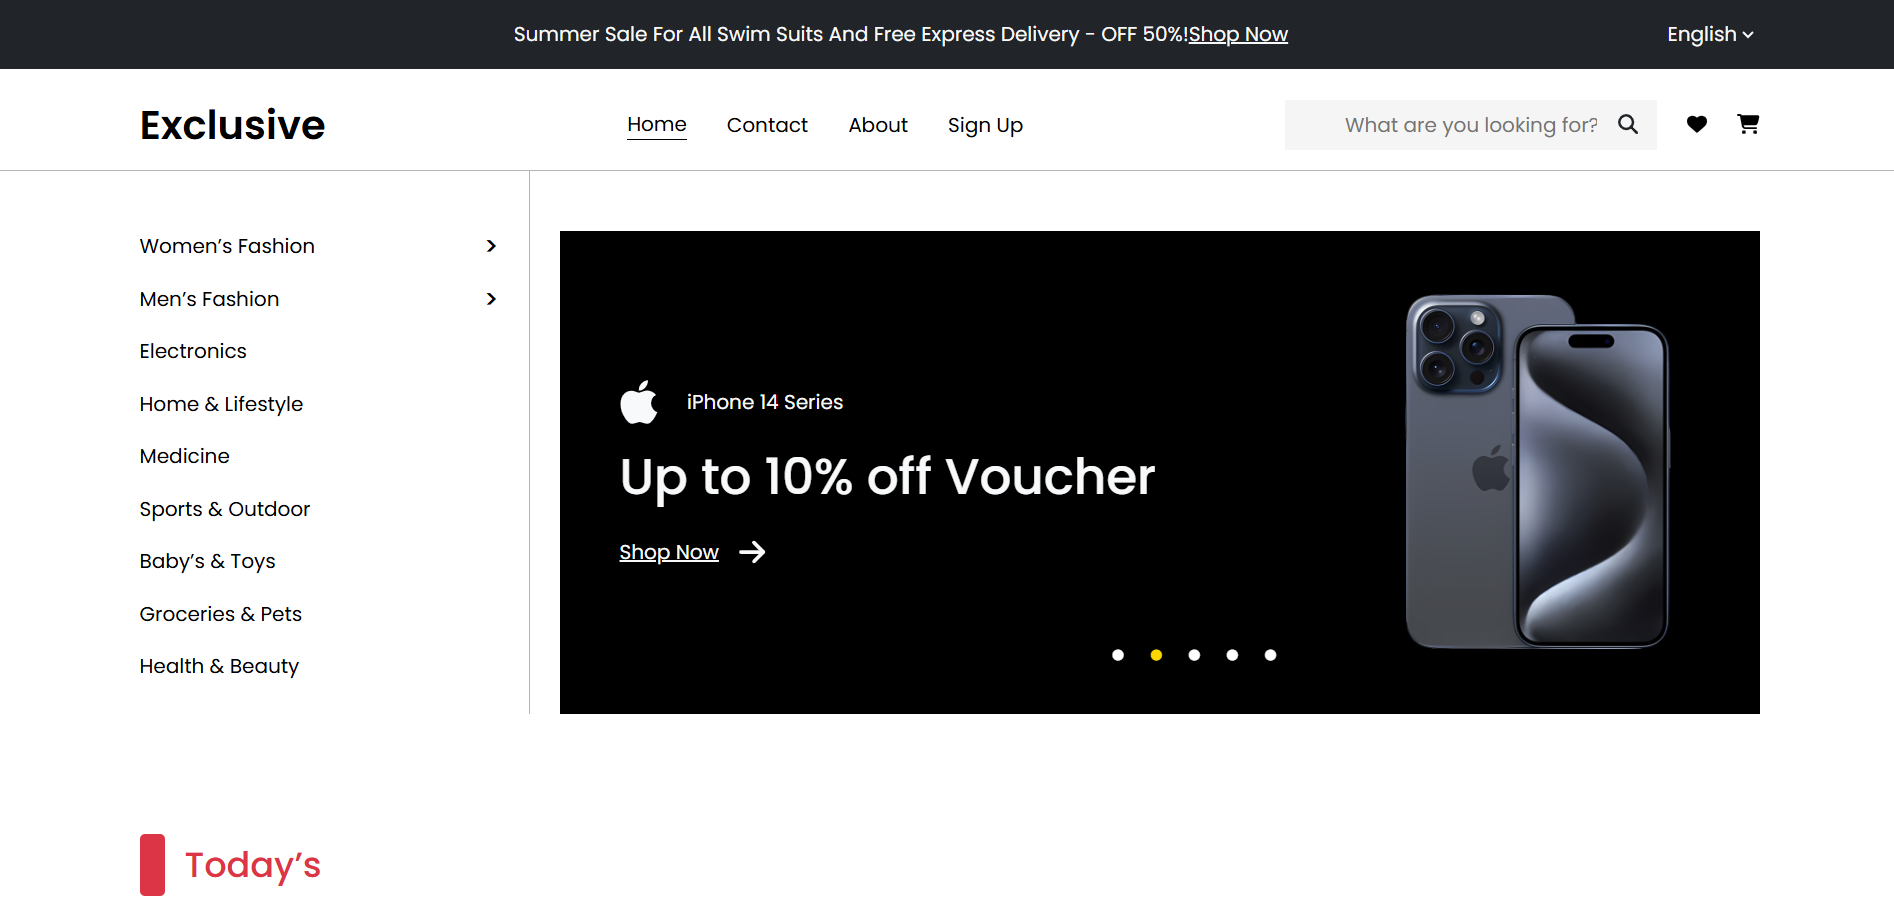 Summer Sale For All Swim Suits And Free Express Delivery - OFF 50%!Shop Now
English
Exclusive
Home
Contact
About
Sign Up
What are you looking for?
Women’s Fashion
Men’s Fashion
Electronics
Home & Lifestyle
Medicine
Sports & Outdoor
Baby’s & Toys
Groceries & Pets
Health & Beauty
iPhone 14 Series
Up to 10% off Voucher
Shop Now
Today’s